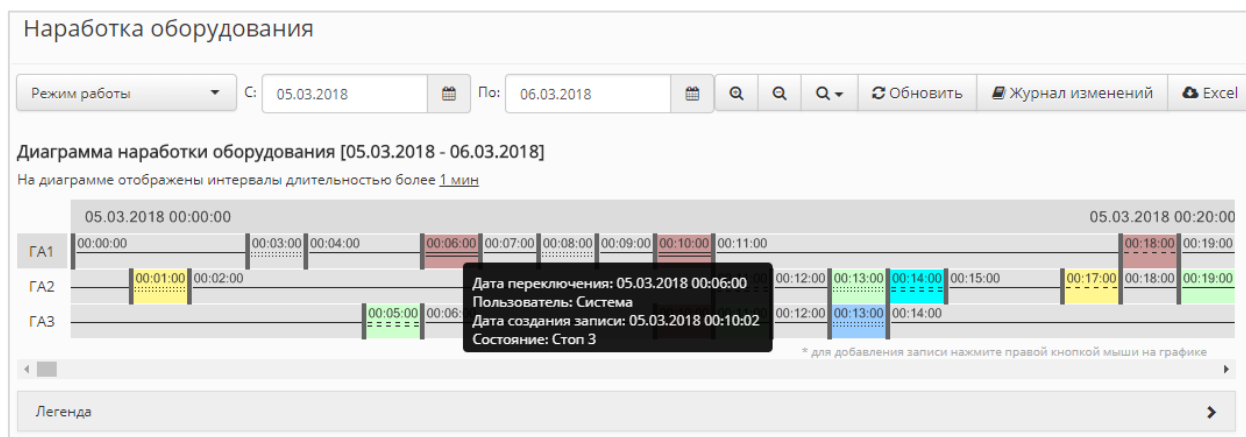 Наработка оборудования
Режим работы С: 05.03.2018 По: 06.03.2018 Обновить Журнал изменений Excel
Диаграмма наработки оборудования [05.03.2018 - 06.03.2018]
На диаграмме отображены интервалы длительностью более 1 мин
05.03.2018 00:00:00 05.03.2018 00:20:00
ГА1 00:00:00 00:03:00 00:04:00 00:06:00 00:07:00 00:08:00 00:09:00 00:10:00 00:11:00 00:18:00 00:19:00
ГА2 00:01:00 00:02:00 00:12:00 00:13:00 00:14:00 00:15:00 00:17:00 00:18:00 00:19:00
ГА3 00:05:00 00:06: 00:12:00 00:13:00 00:14:00
Дата переключения: 05.03.2018 00:06:00
Пользователь: Система
Дата создания записи: 05.03.2018 00:10:02
Состояние: Стоп 3
* для добавления записи нажмите правой кнопкой мыши на графике
Легенда